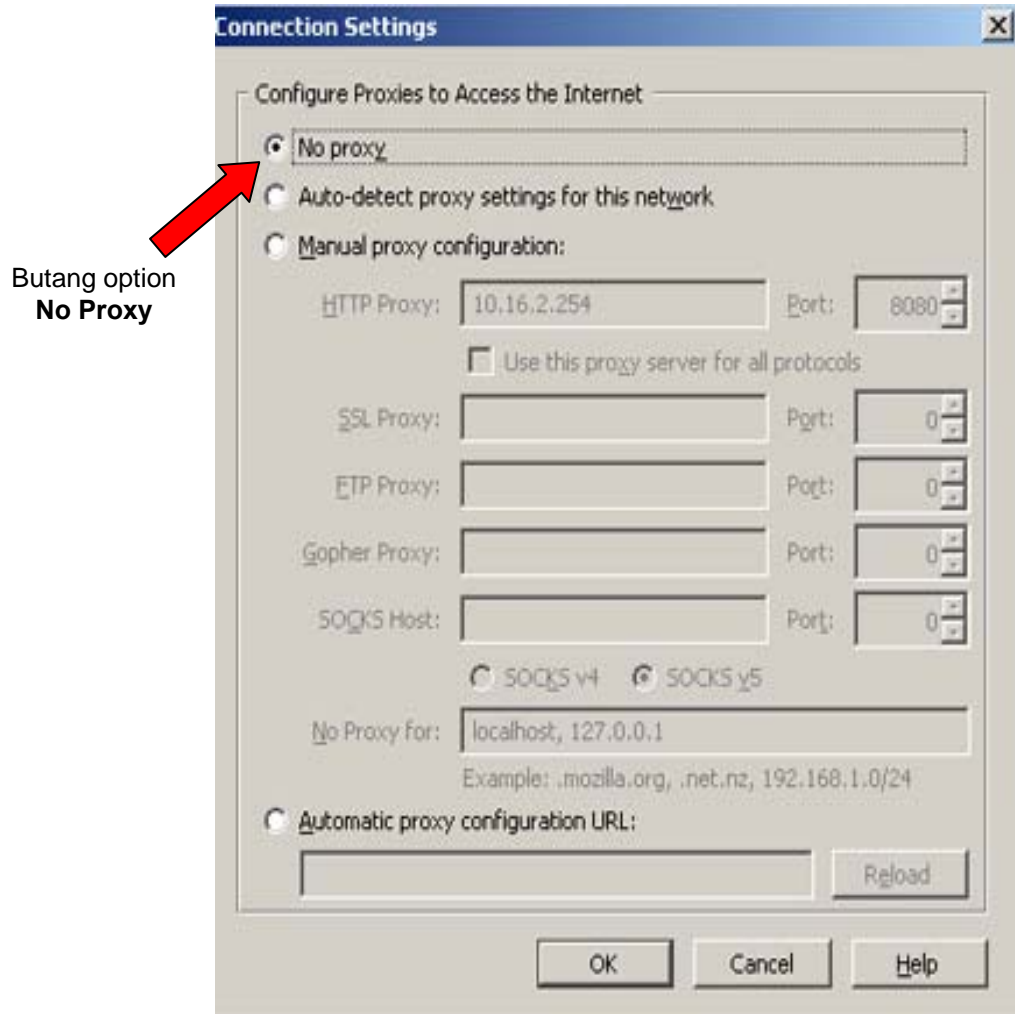 Connection Settings
Configure Proxies to Access the Internet
No proxy
Auto-detect proxy settings for this network
Manual proxy configuration:
Butang option
No Proxy
HTTP Proxy: 10.16.2.254 Port: 8080
Use this proxy server for all protocols
SSL Proxy: Port: 0
FTP Proxy: Port: 0
Gopher Proxy: Port: 0
SOCKS Host: Port: 0
SOCKS v4 SOCKS v5
No Proxy for: localhost, 127.0.0.1
Example: .mozilla.org, .net.nz, 192.168.1.0/24
Automatic proxy configuration URL:
Reload
OK Cancel Help